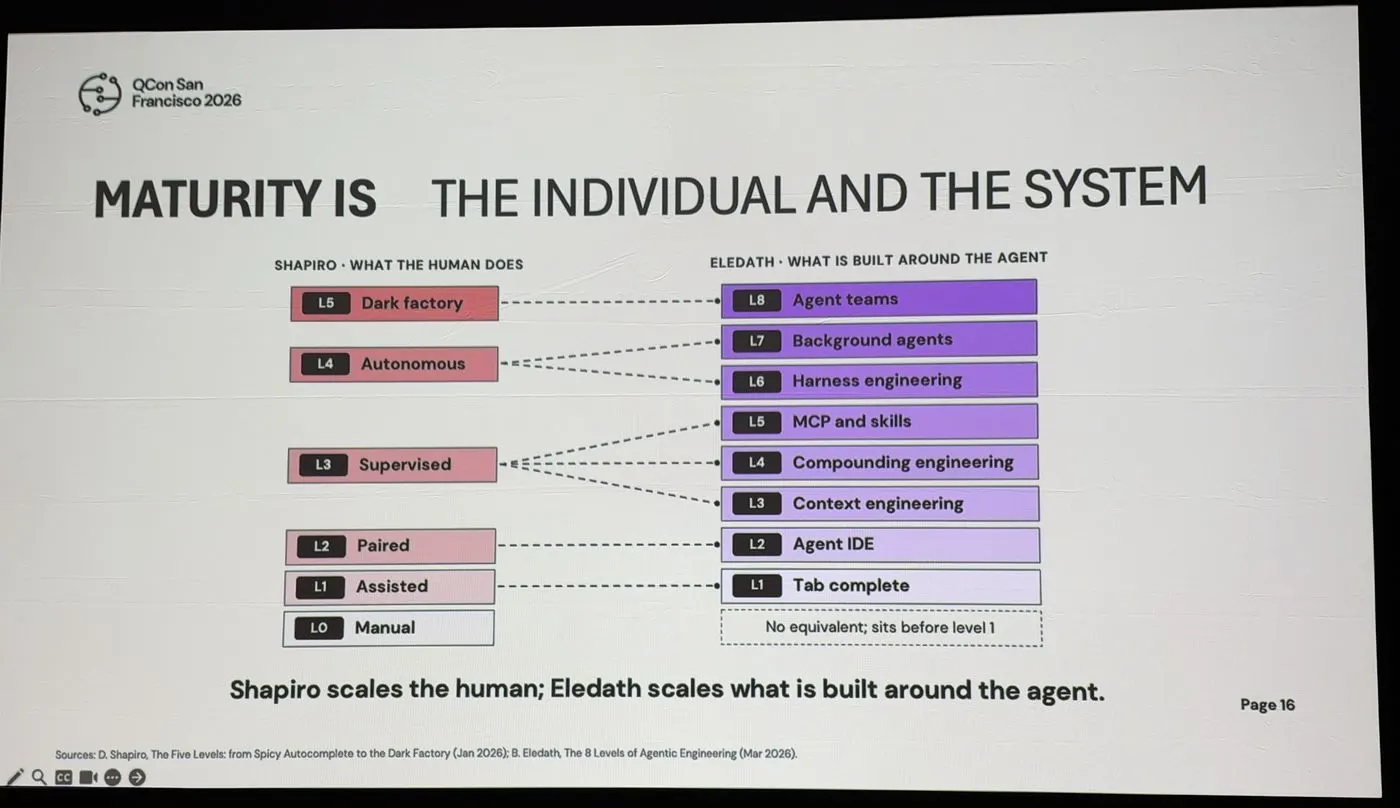 QCon San
Francisco 2026
MATURITY IS THE INDIVIDUAL AND THE SYSTEM
SHAPIRO · WHAT THE HUMAN DOES
L5 Dark factory
L4 Autonomous
L3 Supervised
L2 Paired
L1 Assisted
L0 Manual
ELEDATH · WHAT IS BUILT AROUND THE AGENT
L8 Agent teams
L7 Background agents
L6 Harness engineering
L5 MCP and skills
L4 Compounding engineering
L3 Context engineering
L2 Agent IDE
L1 Tab complete
No equivalent; sits before level 1
Shapiro scales the human; Eledath scales what is built around the agent.
Page 16
Sources: D. Shapiro, The Five Levels: from Spicy Autocomplete to the Dark Factory (Jan 2026); B. Eledath, The 8 Levels of Agentic Engineering (Mar 2026).
CC